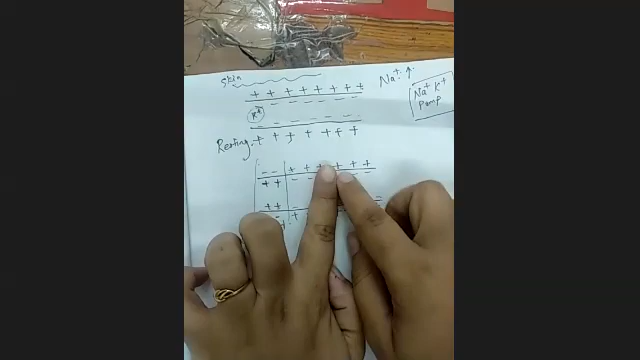 Skin
Na⁺: ↑
+ + + + + + + +
– – – – – – –
Na⁺ K⁺
Pump
K⁺
– – – – – – –
Resting: + + + + + + +
– – + + + + + +
+ + – – – –
+ + –
– +